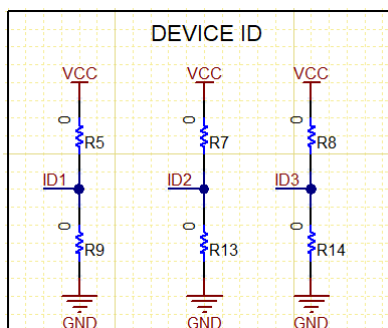 DEVICE ID
VCC VCC VCC
0 0 0
R5 R7 R8
ID1 ID2 ID3
0 0 0
R9 R13 R14
GND GND GND